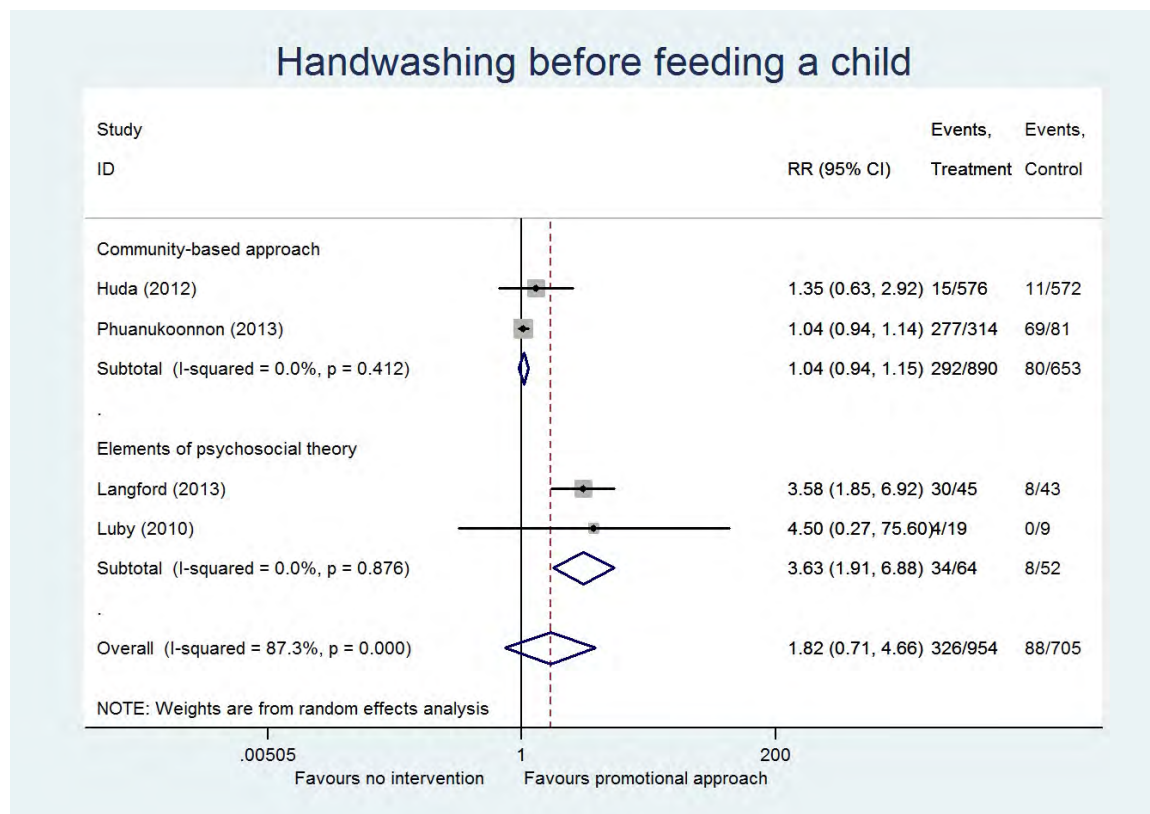 Handwashing before feeding a child
Study Events, Events,
ID RR (95% CI) Treatment Control
Community-based approach
Huda (2012) 1.35 (0.63, 2.92) 15/576 11/572
Phuanukoonnon (2013) 1.04 (0.94, 1.14) 277/314 69/81
Subtotal (I-squared = 0.0%, p = 0.412) 1.04 (0.94, 1.15) 292/890 80/653
.
Elements of psychosocial theory
Langford (2013) 3.58 (1.85, 6.92) 30/45 8/43
Luby (2010) 4.50 (0.27, 75.60) 4/19 0/9
Subtotal (I-squared = 0.0%, p = 0.876) 3.63 (1.91, 6.88) 34/64 8/52
.
Overall (I-squared = 87.3%, p = 0.000) 1.82 (0.71, 4.66) 326/954 88/705
NOTE: Weights are from random effects analysis
.00505 1 200
Favours no intervention Favours promotional approach